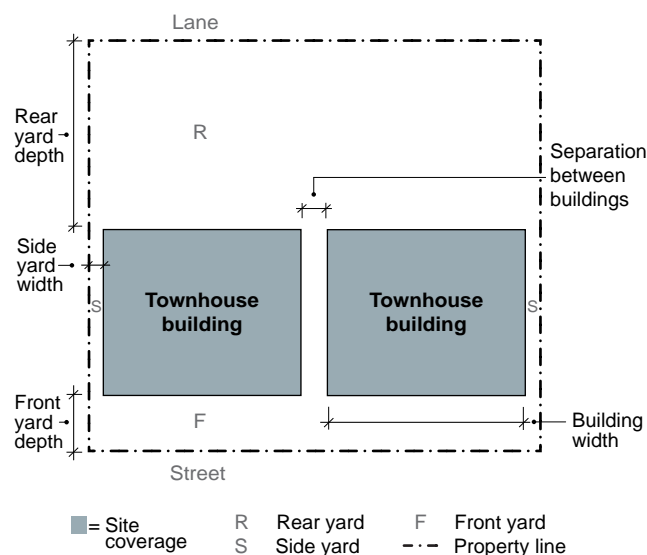 Lane
Rear
yard
depth
R
Separation
between
buildings
Side
yard
width
S
Townhouse
building
Townhouse
building
S
Front
yard
depth
F
Building
width
Street
= Site
coverage
R Rear yard
S Side yard
F Front yard
Property line